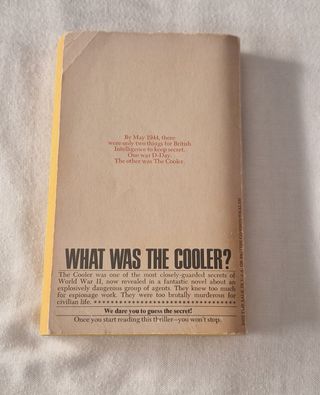 By May 1944, there
were only two things for British
Intelligence to keep secret.
One was D-Day.
The other was The Cooler.
WHAT WAS THE COOLER?
The Cooler was one of the most closely-guarded secrets of
World War II, now revealed in a fantastic novel about an
explosively dangerous group of agents. They knew too much
for espionage work. They were too brutally murderous for
civilian life.
We dare you to guess the secret!
Once you start reading this thriller—you won't stop.